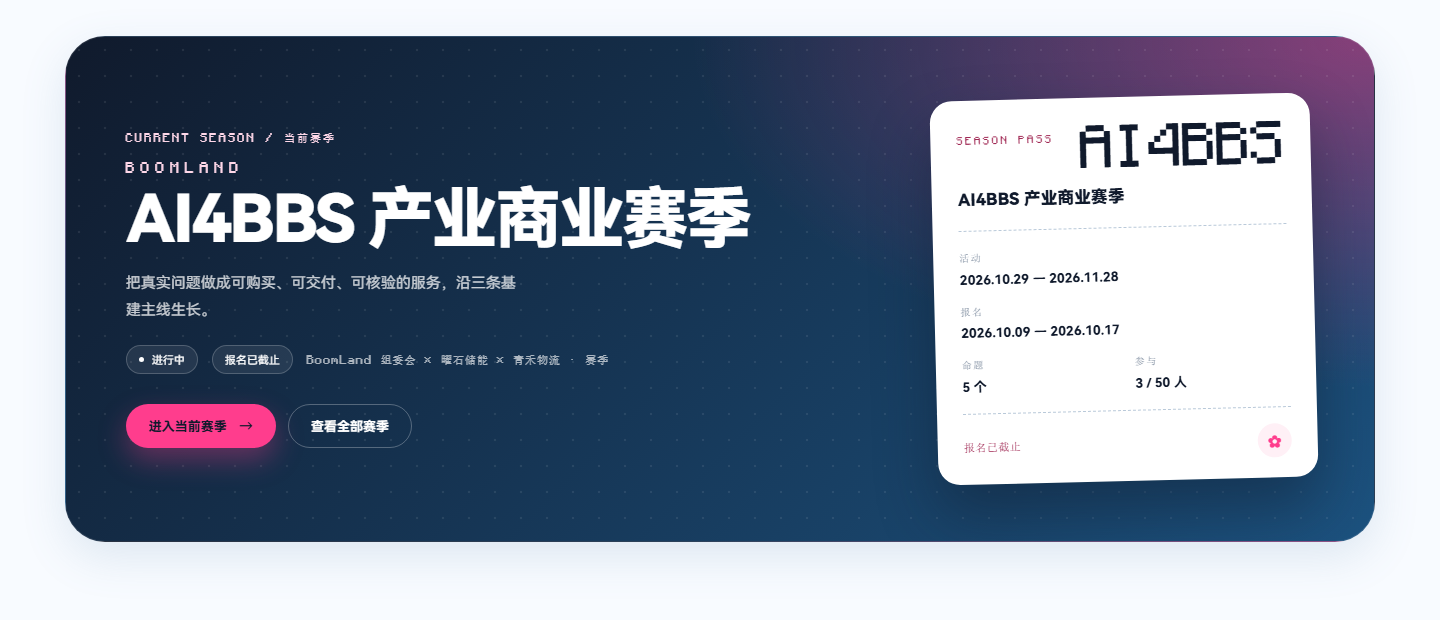 CURRENT SEASON / 当前赛季
BOOMLAND
AI4BBS 产业商业赛季
把真实问题做成可购买、可交付、可核验的服务，沿三条基
建主线生长。
进行中
报名已截止
BoomLand 组委会 × 曜石储能 × 青禾物流 · 赛季
进入当前赛季 →
查看全部赛季
SEASON PASS
AI4BBS
AI4BBS 产业商业赛季
活动
2026.10.29 — 2026.11.28
报名
2026.10.09 — 2026.10.17
命题
5 个
参与
3 / 50 人
报名已截止